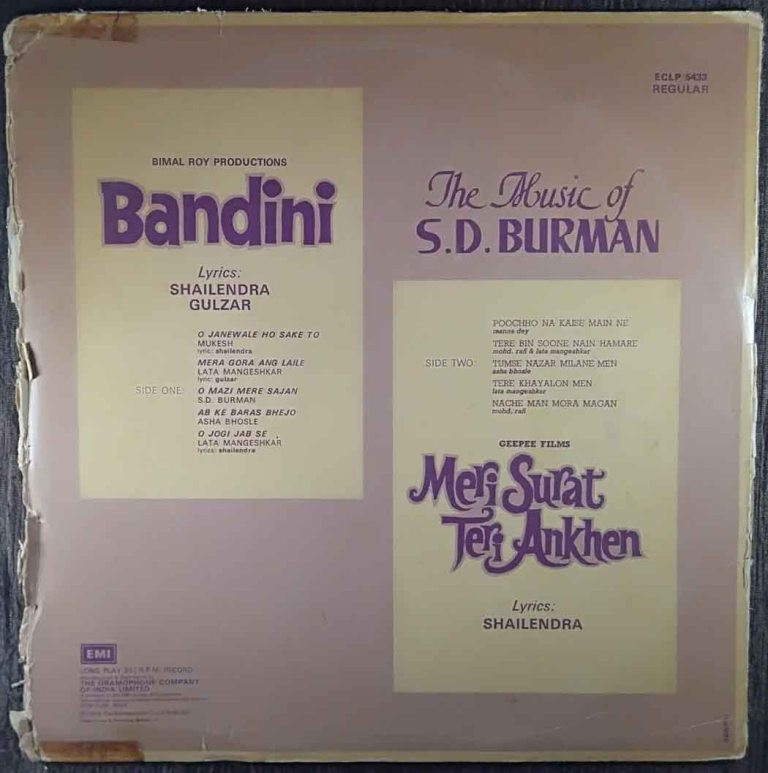 ECLP 5433
REGULAR
BIMAL ROY PRODUCTIONS
Bandini
Lyrics:
SHAILENDRA
GULZAR
O JANEWALE HO SAKE TO
MUKESH
lyric: shailendra
MERA GORA ANG LAILE
LATA MANGESHKAR
lyric: gulzar
SIDE ONE: O MAZI MERE SAJAN
S.D. BURMAN
AB KE BARAS BHEJO
ASHA BHOSLE
O JOGI JAB SE
LATA MANGESHKAR
lyrics: shailendra
The Music of
S.D. BURMAN
POOCHHO NA KAISE MAIN NE
manna dey
TERE BIN SOONE NAIN HAMARE
mohd. rafi & lata mangeshkar
SIDE TWO: TUMSE NAZAR MILANE MEN
asha bhosle
TERE KHAYALON MEN
lata mangeshkar
NACHE MAN MORA MAGAN
mohd. rafi
GEEPEE FILMS
Meri Surat
Teri Ankhen
Lyrics:
SHAILENDRA
EMI
LONG PLAY 33⅓ R.P.M. RECORD
THE GRAMOPHONE COMPANY
OF INDIA LIMITED